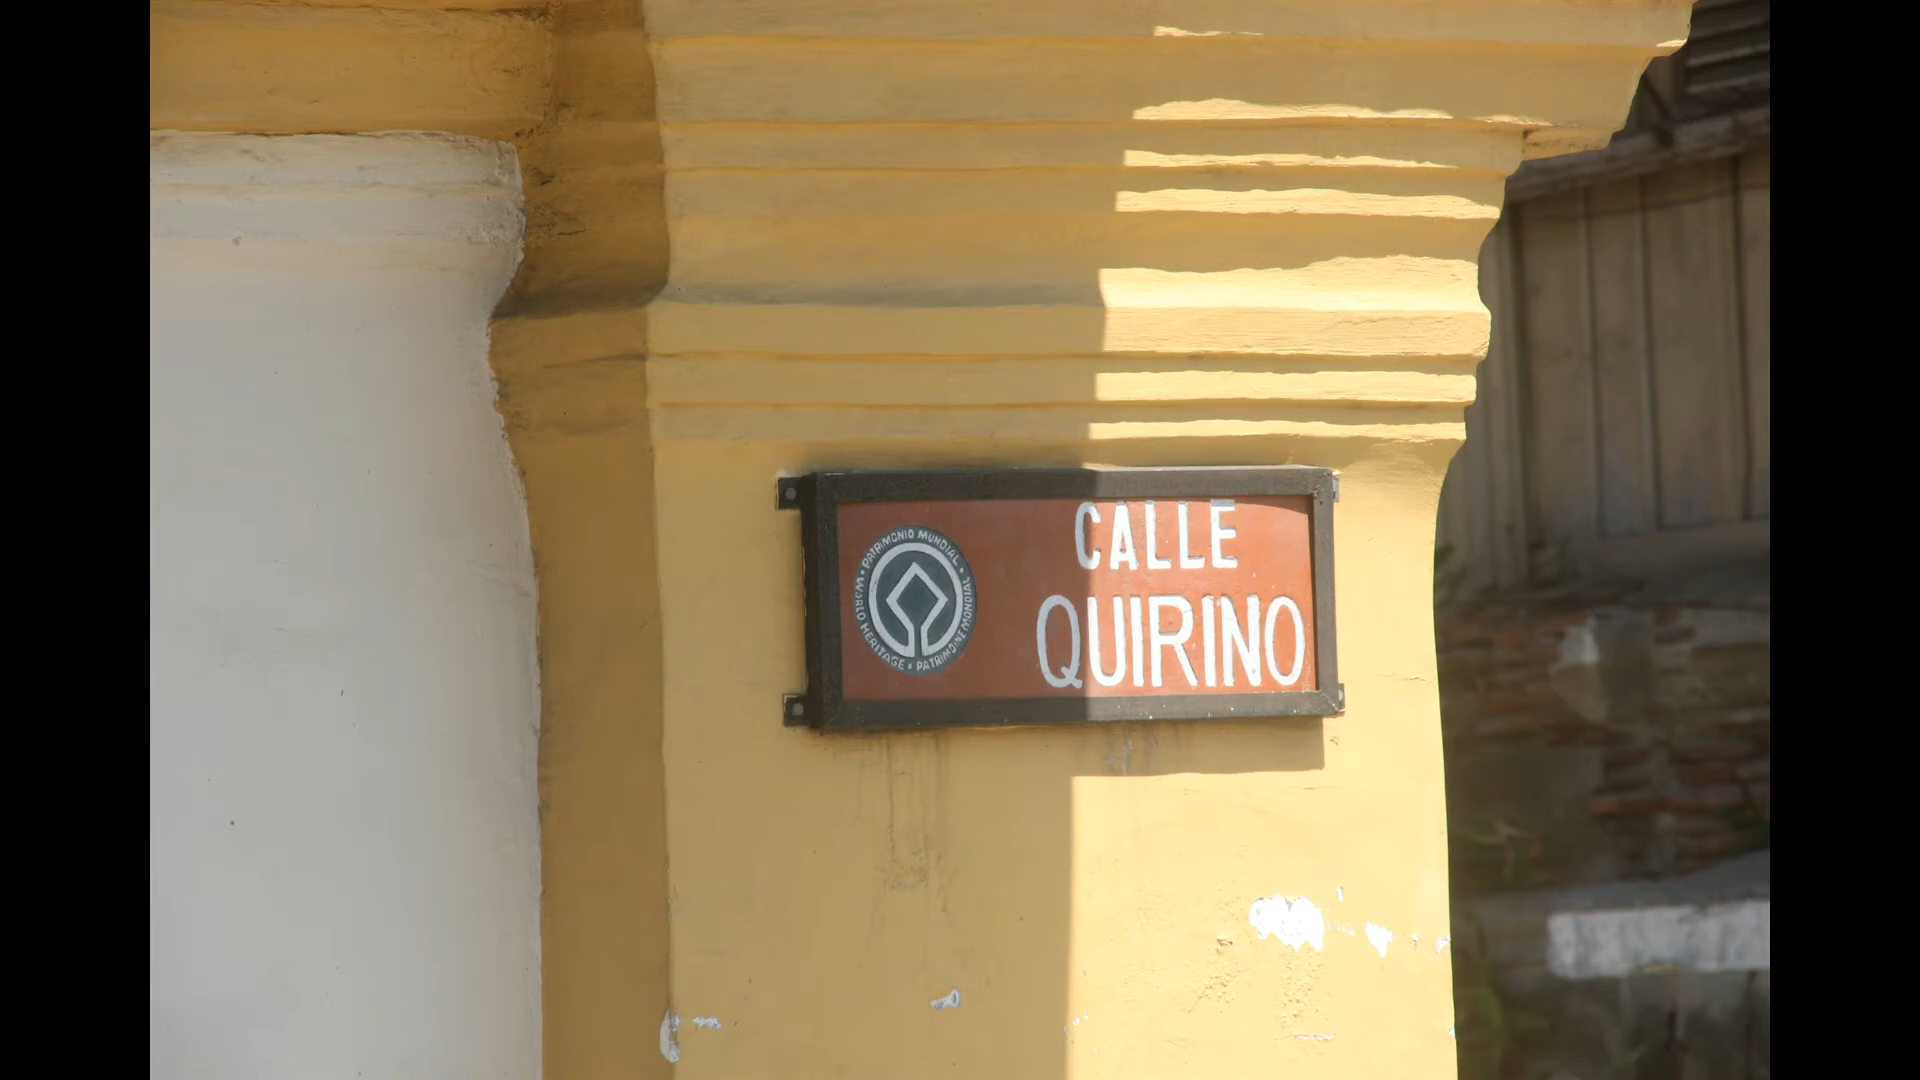 CALLE
QUIRINO
• PATRIMONIO MUNDIAL •
WORLD HERITAGE • PATRIMOINE MONDIAL